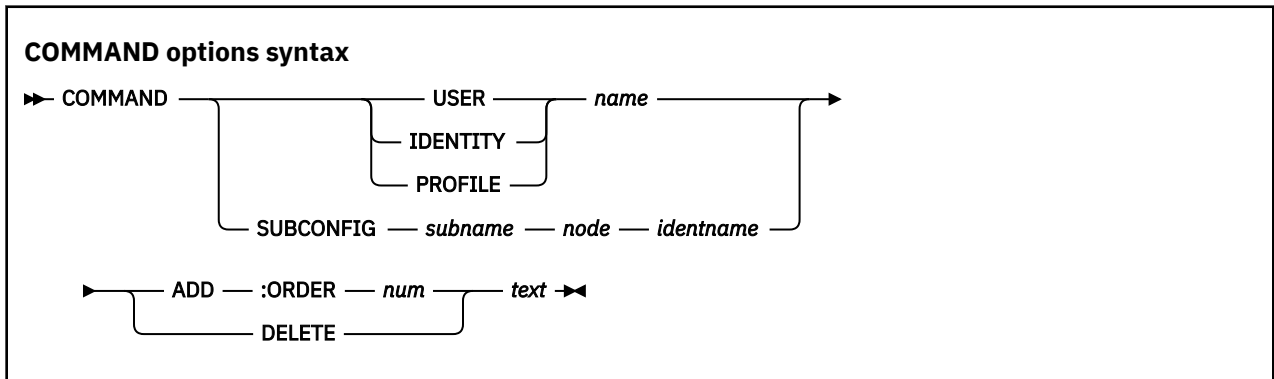 COMMAND options syntax
COMMAND USER name
IDENTITY
PROFILE
SUBCONFIG subname node identname
ADD :ORDER num text
DELETE